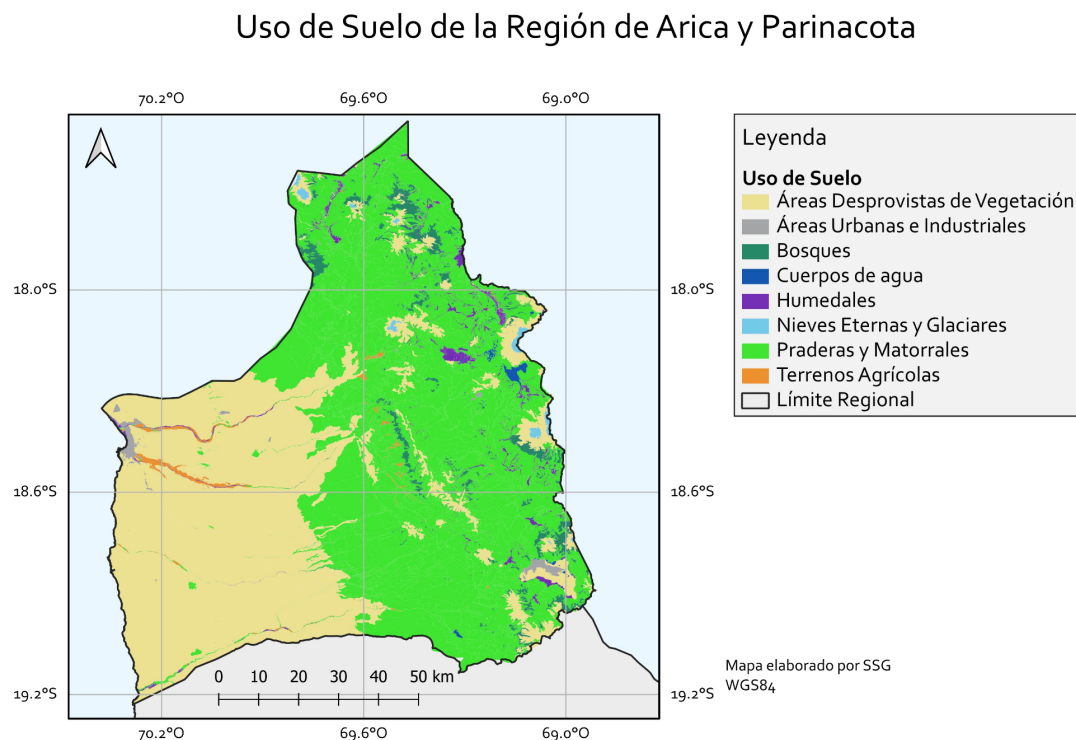 Uso de Suelo de la Región de Arica y Parinacota
70.2°O 69.6°O 69.0°O
Leyenda
Uso de Suelo
Áreas Desprovistas de Vegetación
Áreas Urbanas e Industriales
Bosques
Cuerpos de agua
Humedales
Nieves Eternas y Glaciares
Praderas y Matorrales
Terrenos Agrícolas
Límite Regional
18.0°S 18.0°S
18.6°S 18.6°S
0 10 20 30 40 50 km
Mapa elaborado por SSG
WGS84
19.2°S 19.2°S
70.2°O 69.6°O 69.0°O